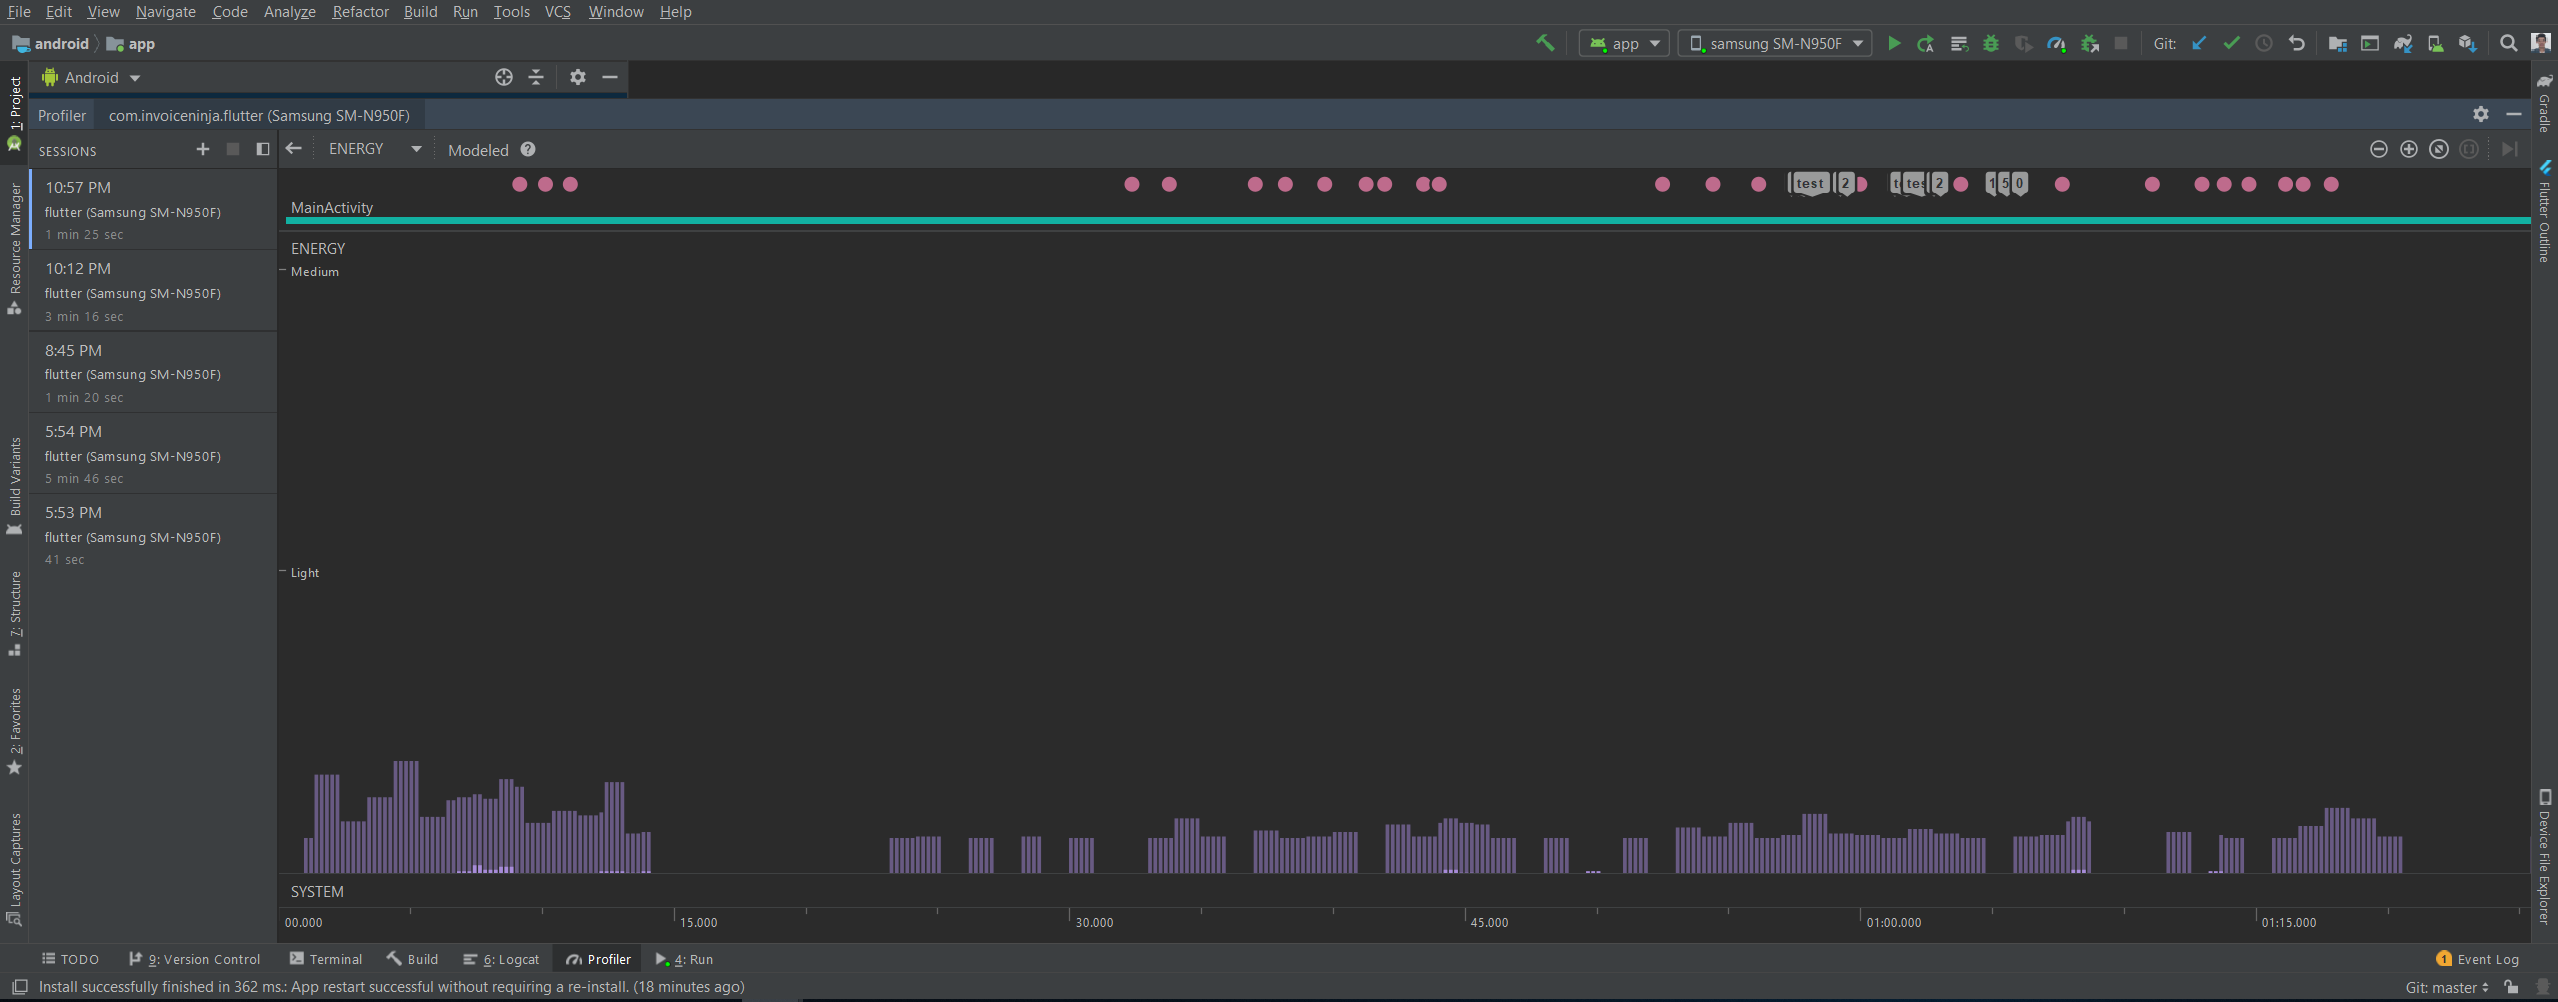 File Edit View Navigate Code Analyze Refactor Build Run Tools VCS Window Help
android app
app samsung SM-N950F Git:
Android
Profiler com.invoiceninja.flutter (Samsung SM-N950F)
SESSIONS
ENERGY Modeled ?
10:57 PM
flutter (Samsung SM-N950F)
1 min 25 sec
10:12 PM
flutter (Samsung SM-N950F)
3 min 16 sec
8:45 PM
flutter (Samsung SM-N950F)
1 min 20 sec
5:54 PM
flutter (Samsung SM-N950F)
5 min 46 sec
5:53 PM
flutter (Samsung SM-N950F)
41 sec
test 2 tes 2 1 5 0
MainActivity
ENERGY
Medium
Light
SYSTEM
00.000 15.000 30.000 45.000 01:00.000 01:15.000
1: Project
Resource Manager
Build Variants
7: Structure
2: Favorites
Layout Captures
Gradle
Flutter Outline
Device File Explorer
TODO 9: Version Control Terminal Build 6: Logcat Profiler 4: Run 1 Event Log
Install successfully finished in 362 ms.: App restart successful without requiring a re-install. (18 minutes ago) Git: master